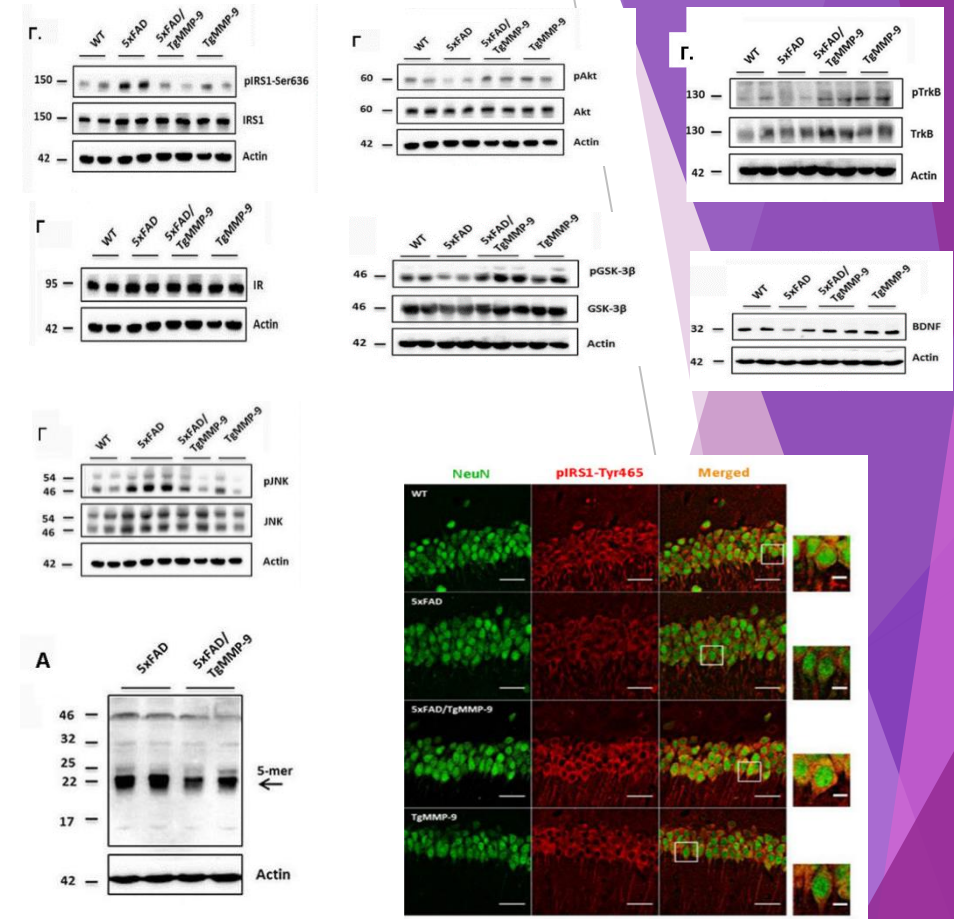 Γ.
WT 5xFAD 5xFAD/ TgMMP-9 TgMMP-9
150 pIRS1-Ser636
150 IRS1
42 Actin
Γ
WT 5xFAD 5xFAD/ TgMMP-9 TgMMP-9
60 pAkt
60 Akt
42 Actin
Γ.
WT 5xFAD 5xFAD/ TgMMP-9 TgMMP-9
130 pTrkB
130 TrkB
42 Actin
Γ
WT 5xFAD 5xFAD/ TgMMP-9 TgMMP-9
95 IR
42 Actin
WT 5xFAD 5xFAD/ TgMMP-9 TgMMP-9
46 pGSK-3β
46 GSK-3β
42 Actin
WT 5xFAD 5xFAD/ TgMMP-9 TgMMP-9
32 BDNF
42 Actin
Γ
WT 5xFAD 5xFAD/ TgMMP-9 TgMMP-9
54 pJNK
46
54 JNK
46
42 Actin
NeuN pIRS1-Tyr465 Merged
WT
5xFAD
5xFAD/TgMMP-9
TgMMP-9
A
5xFAD 5xFAD/ TgMMP-9
46
32
25
22 5-mer
17
42 Actin